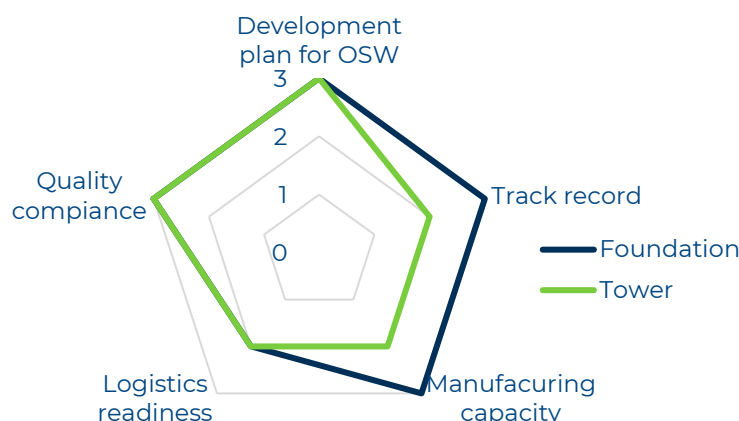 Development
plan for OSW
3
2
1
0
Quality
compiance
Track record
Foundation
Tower
Logistics
readiness
Manufacuring
capacity